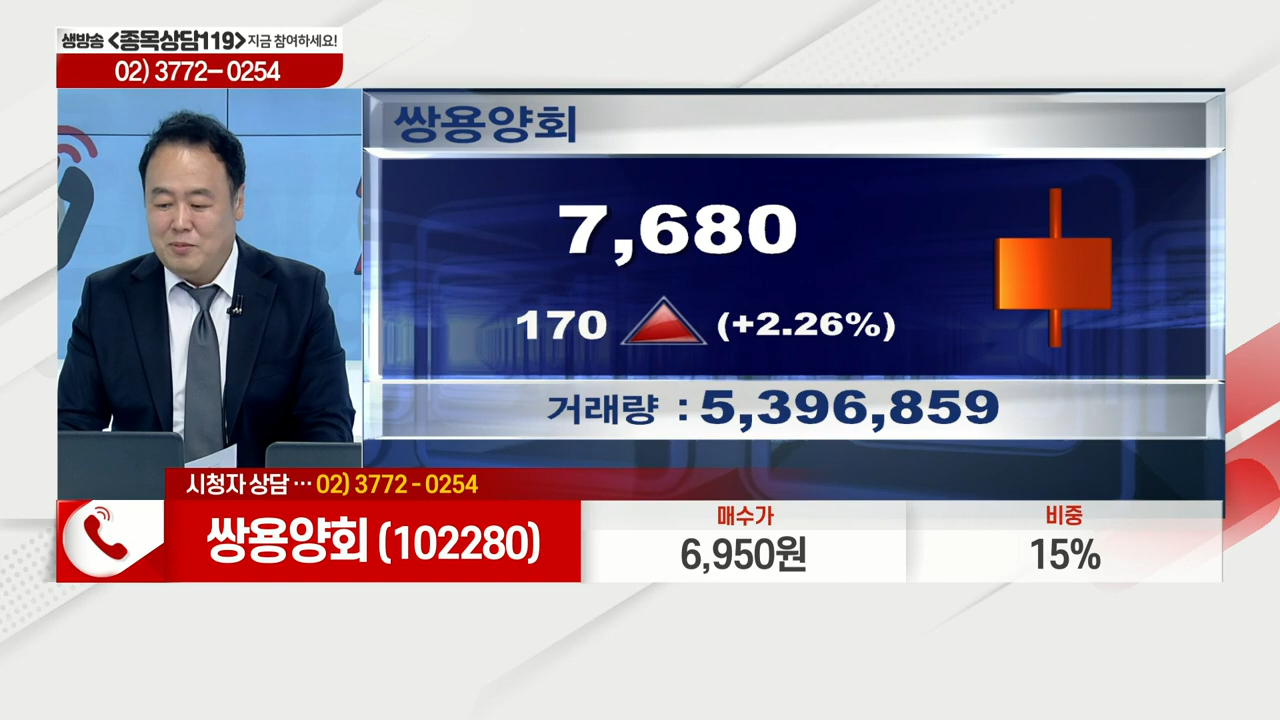 생방송 <종목상담119> 지금 참여하세요!
02) 3772-0254
쌍용양회
7,680
170 (+2.26%)
거래량 : 5,396,859
시청자 상담 ··· 02) 3772 - 0254
쌍용양회 (102280)
매수가
6,950원
비중
15%